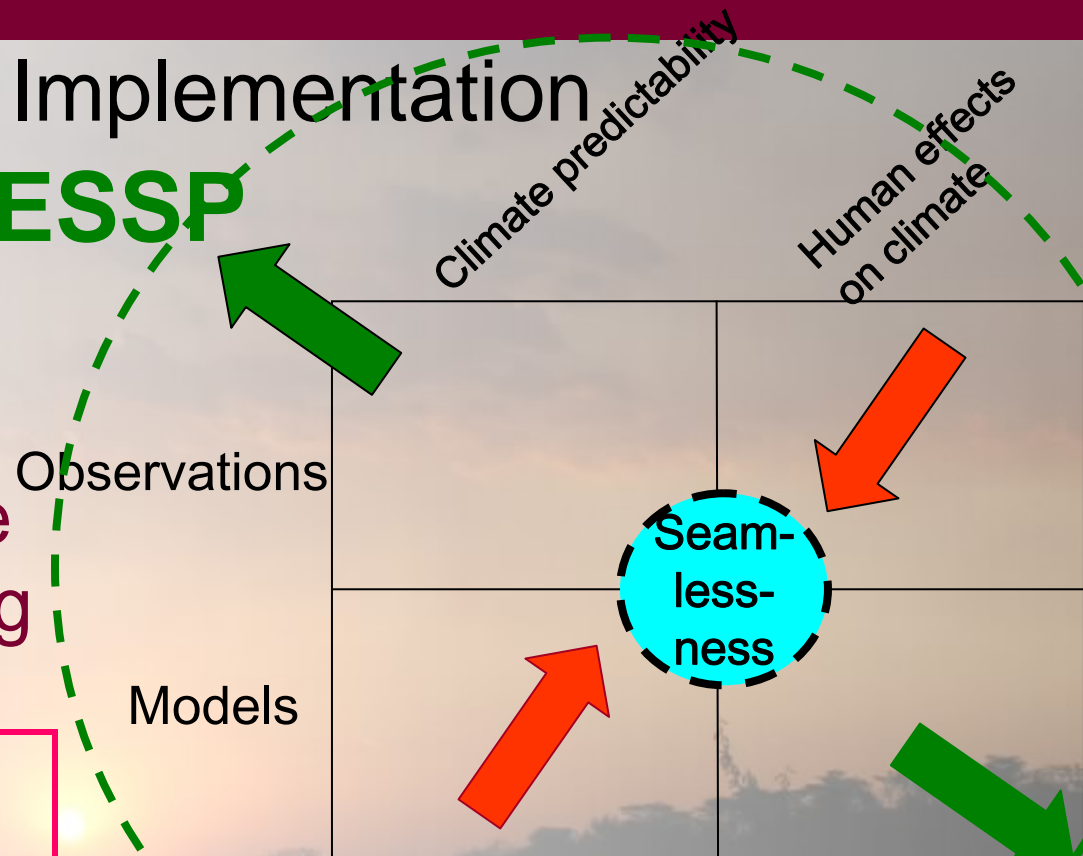 Implementation
ESSP
Climate predictability
Human effects
on climate
Observations
Seam-
less-
ness
Models